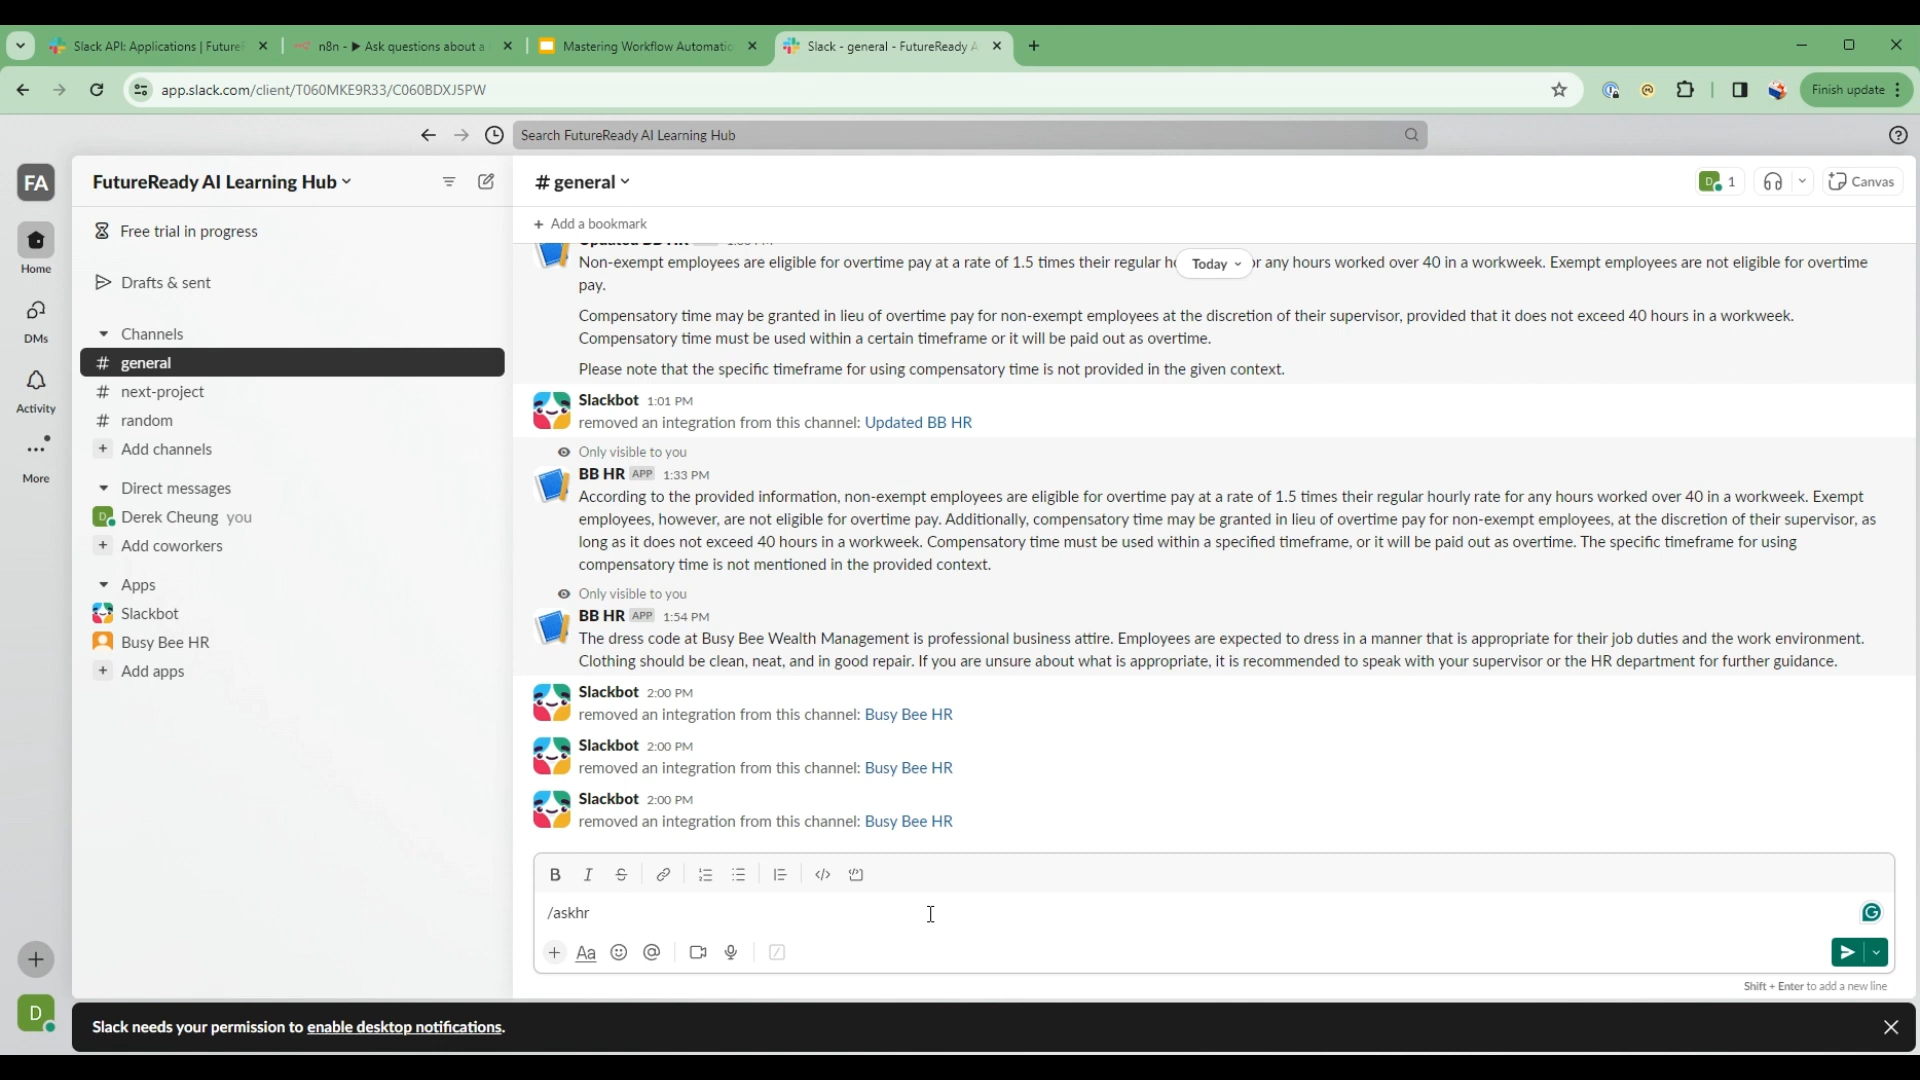 Slack API: Applications | Future
n8n - ▶ Ask questions about a
Mastering Workflow Automatic
Slack - general - FutureReady A
app.slack.com/client/T060MKE9R33/C060BDXJ5PW
Finish update
Search FutureReady AI Learning Hub
FA
FutureReady AI Learning Hub
# general
1
Canvas
Free trial in progress
+ Add a bookmark
Home
Drafts & sent
DMs
Channels
# general
# next-project
# random
+ Add channels
Activity
More
Direct messages
D Derek Cheung you
+ Add coworkers
Apps
Slackbot
Busy Bee HR
+ Add apps
D
Updated BB HR
Today
Non-exempt employees are eligible for overtime pay at a rate of 1.5 times their regular or any hours worked over 40 in a workweek. Exempt employees are not eligible for overtime
pay.
Compensatory time may be granted in lieu of overtime pay for non-exempt employees at the discretion of their supervisor, provided that it does not exceed 40 hours in a workweek.
Compensatory time must be used within a certain timeframe or it will be paid out as overtime.
Please note that the specific timeframe for using compensatory time is not provided in the given context.
Slackbot 1:01 PM
removed an integration from this channel: Updated BB HR
Only visible to you
BB HR APP 1:33 PM
According to the provided information, non-exempt employees are eligible for overtime pay at a rate of 1.5 times their regular hourly rate for any hours worked over 40 in a workweek. Exempt
employees, however, are not eligible for overtime pay. Additionally, compensatory time may be granted in lieu of overtime pay for non-exempt employees, at the discretion of their supervisor, as
long as it does not exceed 40 hours in a workweek. Compensatory time must be used within a specified timeframe, or it will be paid out as overtime. The specific timeframe for using
compensatory time is not mentioned in the provided context.
Only visible to you
BB HR APP 1:54 PM
The dress code at Busy Bee Wealth Management is professional business attire. Employees are expected to dress in a manner that is appropriate for their job duties and the work environment.
Clothing should be clean, neat, and in good repair. If you are unsure about what is appropriate, it is recommended to speak with your supervisor or the HR department for further guidance.
Slackbot 2:00 PM
removed an integration from this channel: Busy Bee HR
Slackbot 2:00 PM
removed an integration from this channel: Busy Bee HR
Slackbot 2:00 PM
removed an integration from this channel: Busy Bee HR
B I S
/askhr
Aa
Shift + Enter to add a new line
Slack needs your permission to enable desktop notifications.